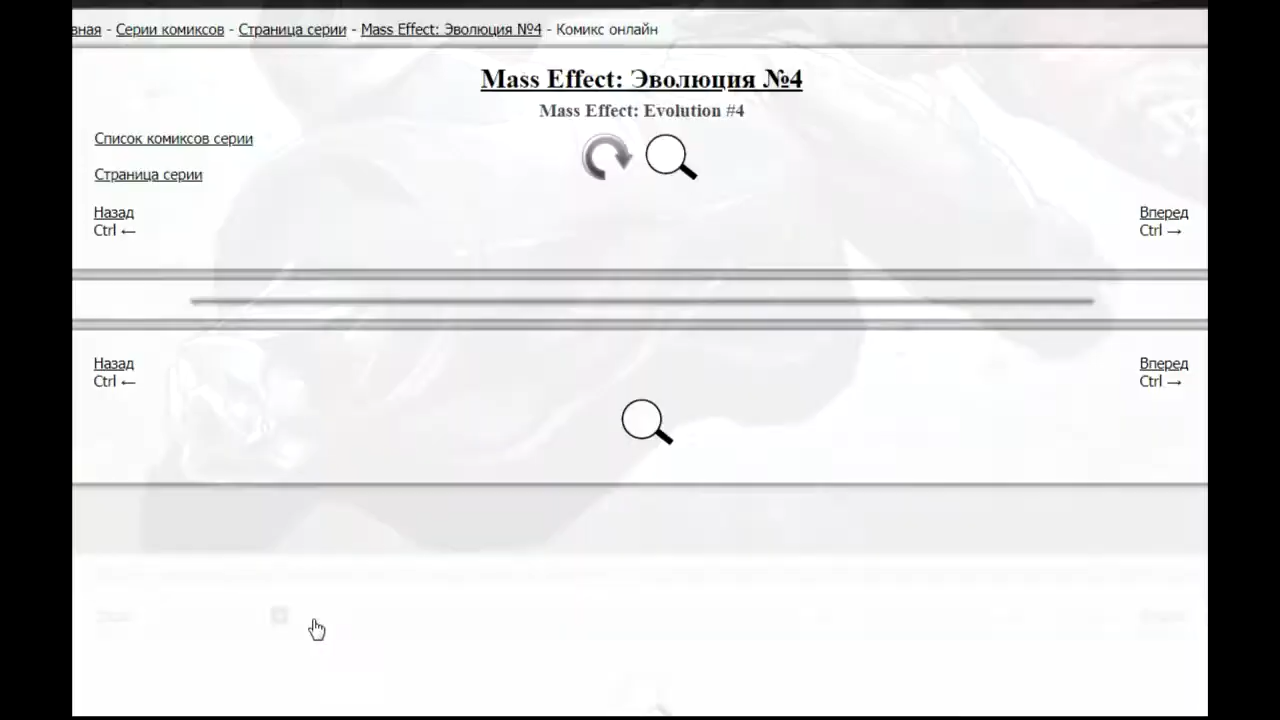 вная - Серии комиксов - Страница серии - Mass Effect: Эволюция №4 - Комикс онлайн
Mass Effect: Эволюция №4
Mass Effect: Evolution #4
Список комиксов серии
Страница серии
Назад
Ctrl ←
Вперед
Ctrl →
Назад
Ctrl ←
Вперед
Ctrl →